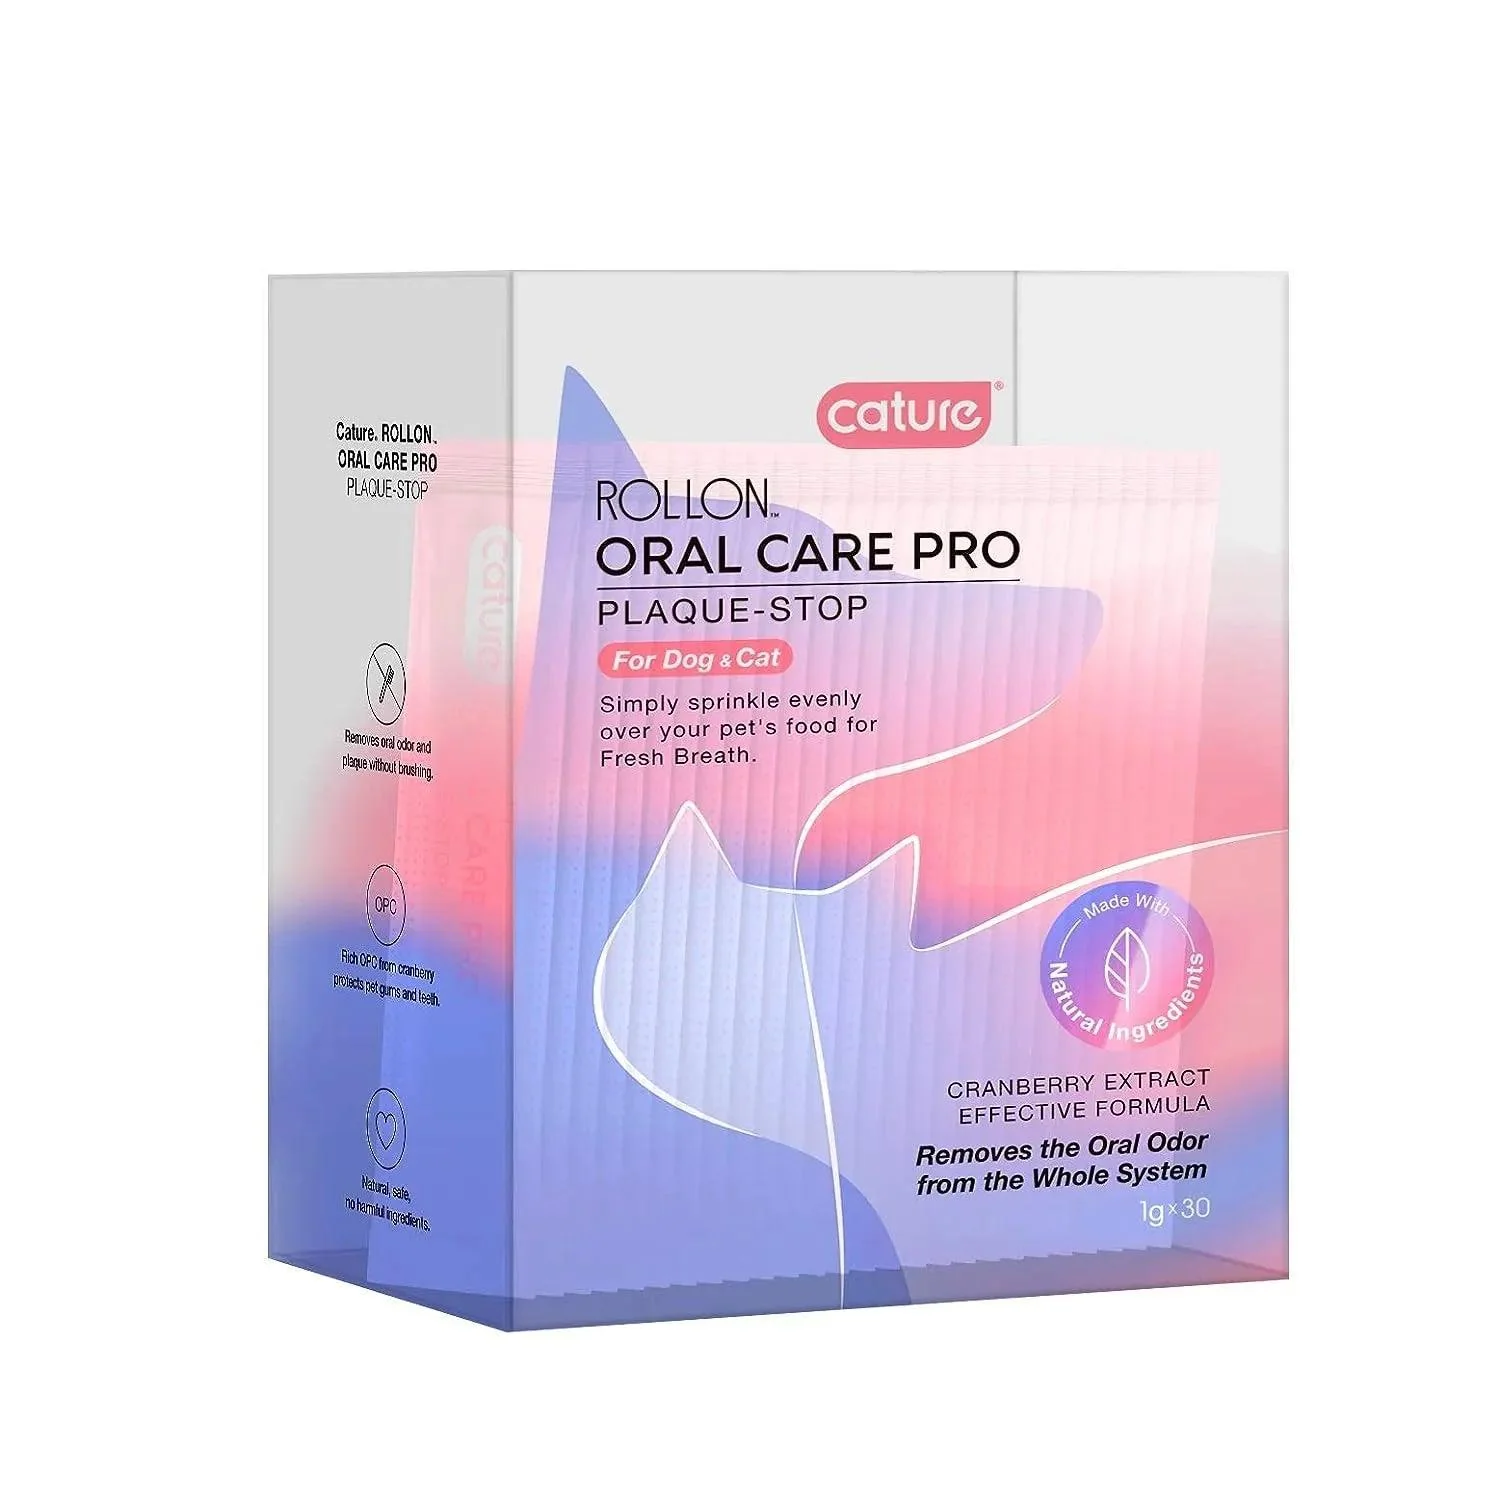 cature®
ROLLON™
ORAL CARE PRO
PLAQUE-STOP
For Dog & Cat
Simply sprinkle evenly
over your pet's food for
Fresh Breath.
Made With
Natural Ingredients
CRANBERRY EXTRACT
EFFECTIVE FORMULA
Removes the Oral Odor
from the Whole System
1g×30
Cature® ROLLON™
ORAL CARE PRO
PLAQUE-STOP
Removes oral odor and
plaque without brushing.
OPC
Rich OPC from cranberry
protects pet gums and teeth.
Natural, safe,
no harmful ingredients.
cature